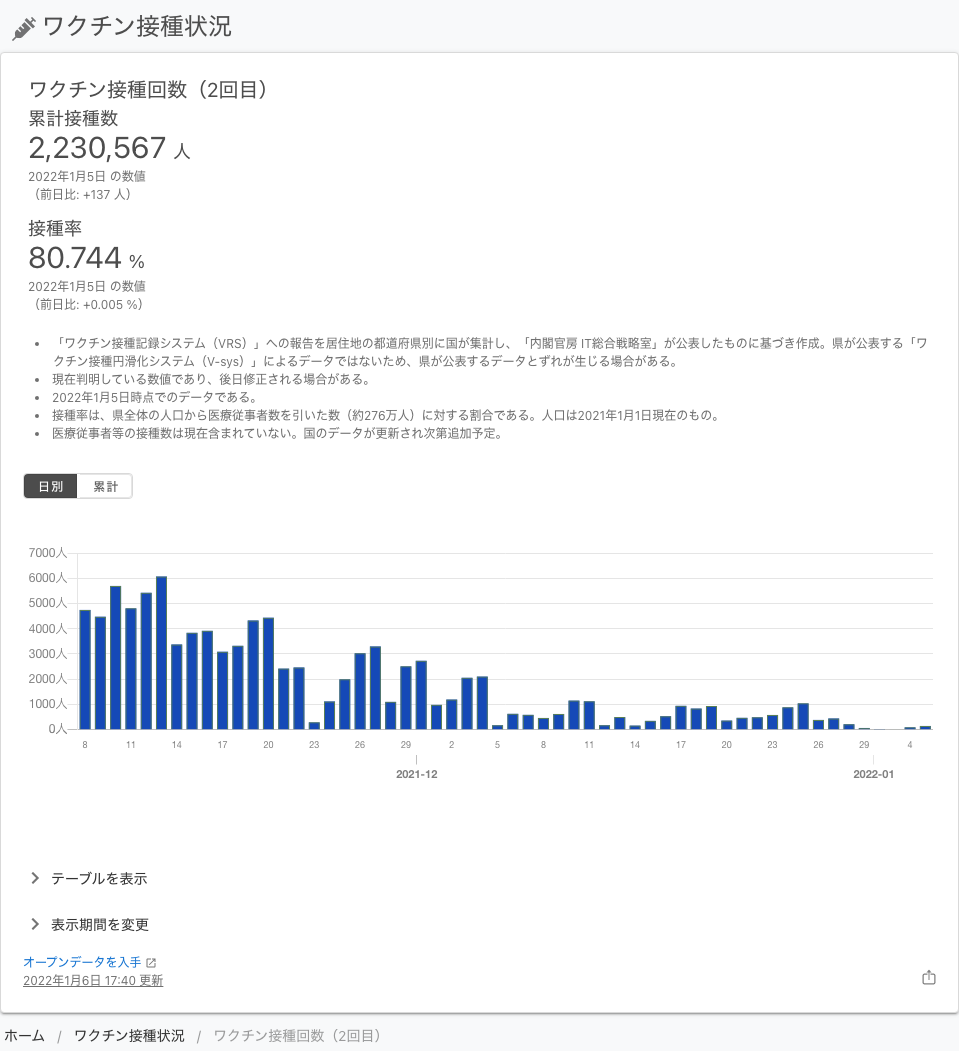 ワクチン接種状況
ワクチン接種回数（2回目）
累計接種数
2,230,567 人
2022年1月5日 の数値
（前日比: +137 人）
接種率
80.744 %
2022年1月5日 の数値
（前日比: +0.005 %）
• 「ワクチン接種記録システム（VRS）」への報告を居住地の都道府県別に国が集計し、「内閣官房 IT総合戦略室」が公表したものに基づき作成。県が公表する「ワ
クチン接種円滑化システム（V-sys）」によるデータではないため、県が公表するデータとずれが生じる場合がある。
• 現在判明している数値であり、後日修正される場合がある。
• 2022年1月5日時点でのデータである。
• 接種率は、県全体の人口から医療従事者数を引いた数（約276万人）に対する割合である。人口は2021年1月1日現在のもの。
• 医療従事者等の接種数は現在含まれていない。国のデータが更新され次第追加予定。
日別 累計
7000人
6000人
5000人
4000人
3000人
2000人
1000人
0人
8 11 14 17 20 23 26 29 2 5 8 11 14 17 20 23 26 29 4
2021-12 2022-01
テーブルを表示
表示期間を変更
オープンデータを入手
2022年1月6日 17:40 更新
ホーム / ワクチン接種状況 / ワクチン接種回数（2回目）